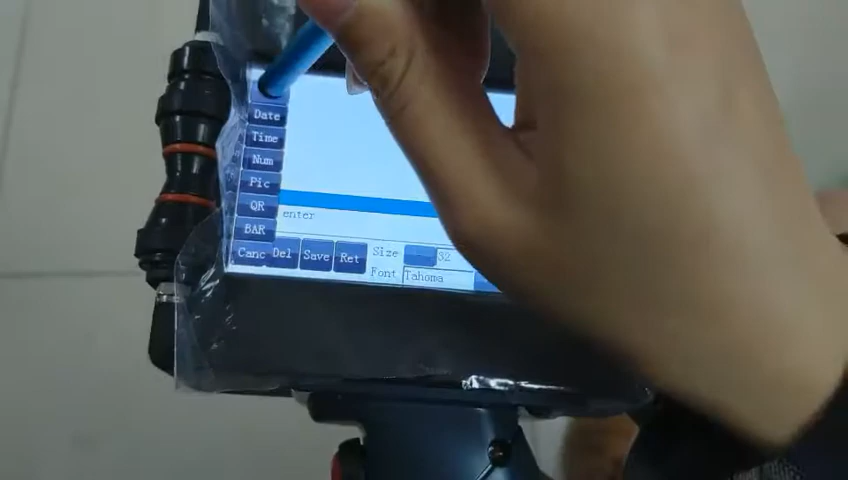 Date
Time
Num
Pic
QR
enter
BAR
Canc Del Save Ret Size 32
Font Tahoma